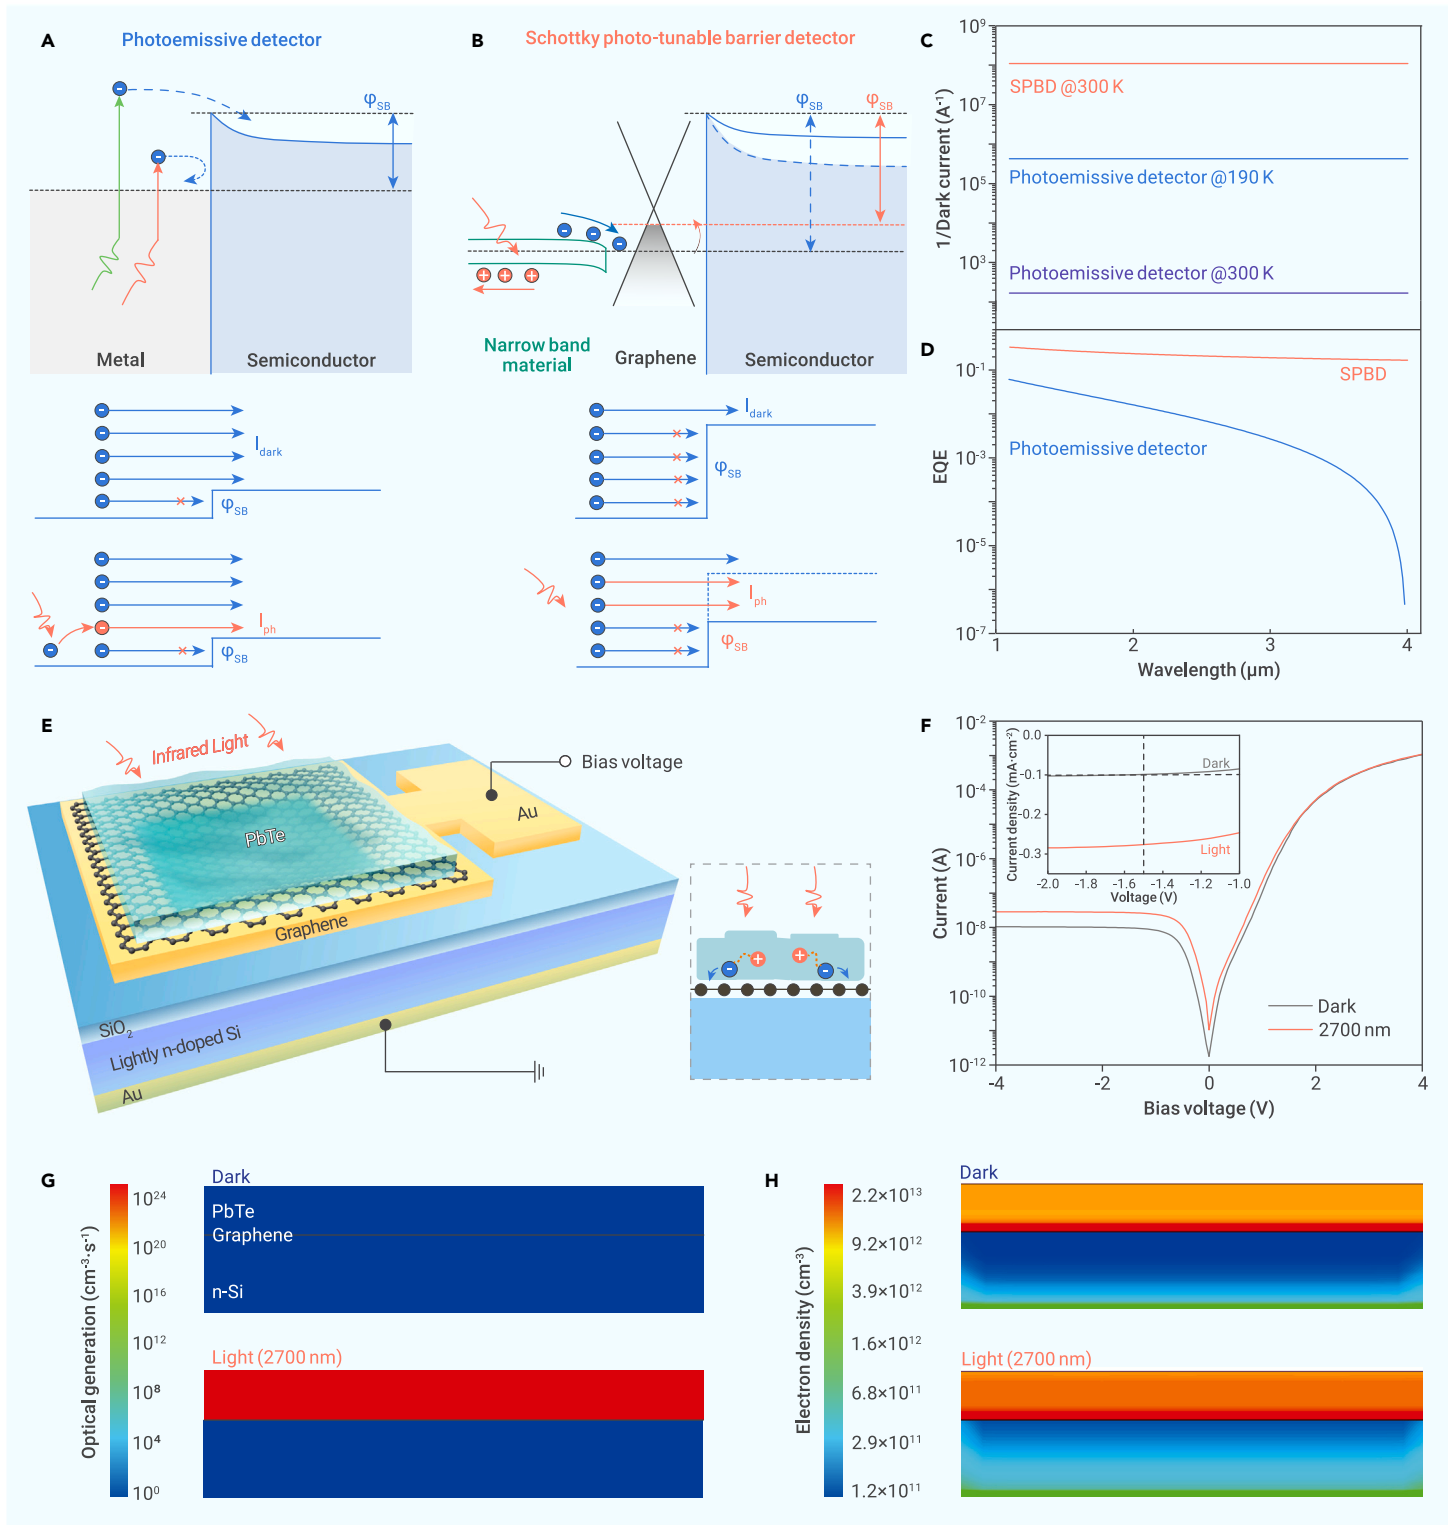 A
Photoemissive detector
φSB
Metal
Semiconductor
Idark
φSB
Iph
φSB
B
Schottky photo-tunable barrier detector
φSB
φSB
Narrow band
material
Graphene
Semiconductor
Idark
φSB
Iph
φSB
C
10⁹
10⁷
10⁵
10³
1/Dark current (A⁻¹)
SPBD @300 K
Photoemissive detector @190 K
Photoemissive detector @300 K
D
10⁻¹
10⁻³
10⁻⁵
10⁻⁷
EQE
SPBD
Photoemissive detector
1 2 3 4
Wavelength (μm)
E
Infrared Light
PbTe
Graphene
Au
Bias voltage
SiO₂
Lightly n-doped Si
Au
F
10⁻²
10⁻⁴
10⁻⁶
10⁻⁸
10⁻¹⁰
10⁻¹²
Current (A)
0.0
-0.1
-0.2
-0.3
Current density (mA·cm⁻²)
Dark
Light
-2.0 -1.8 -1.6 -1.4 -1.2 -1.0
Voltage (V)
Dark
2700 nm
-4 -2 0 2 4
Bias voltage (V)
G
Optical generation (cm⁻³·s⁻¹)
10²⁴
10²⁰
10¹⁶
10¹²
10⁸
10⁴
10⁰
Dark
PbTe
Graphene
n-Si
Light (2700 nm)
H
Electron density (cm⁻³)
2.2×10¹³
9.2×10¹²
3.9×10¹²
1.6×10¹²
6.8×10¹¹
2.9×10¹¹
1.2×10¹¹
Dark
Light (2700 nm)